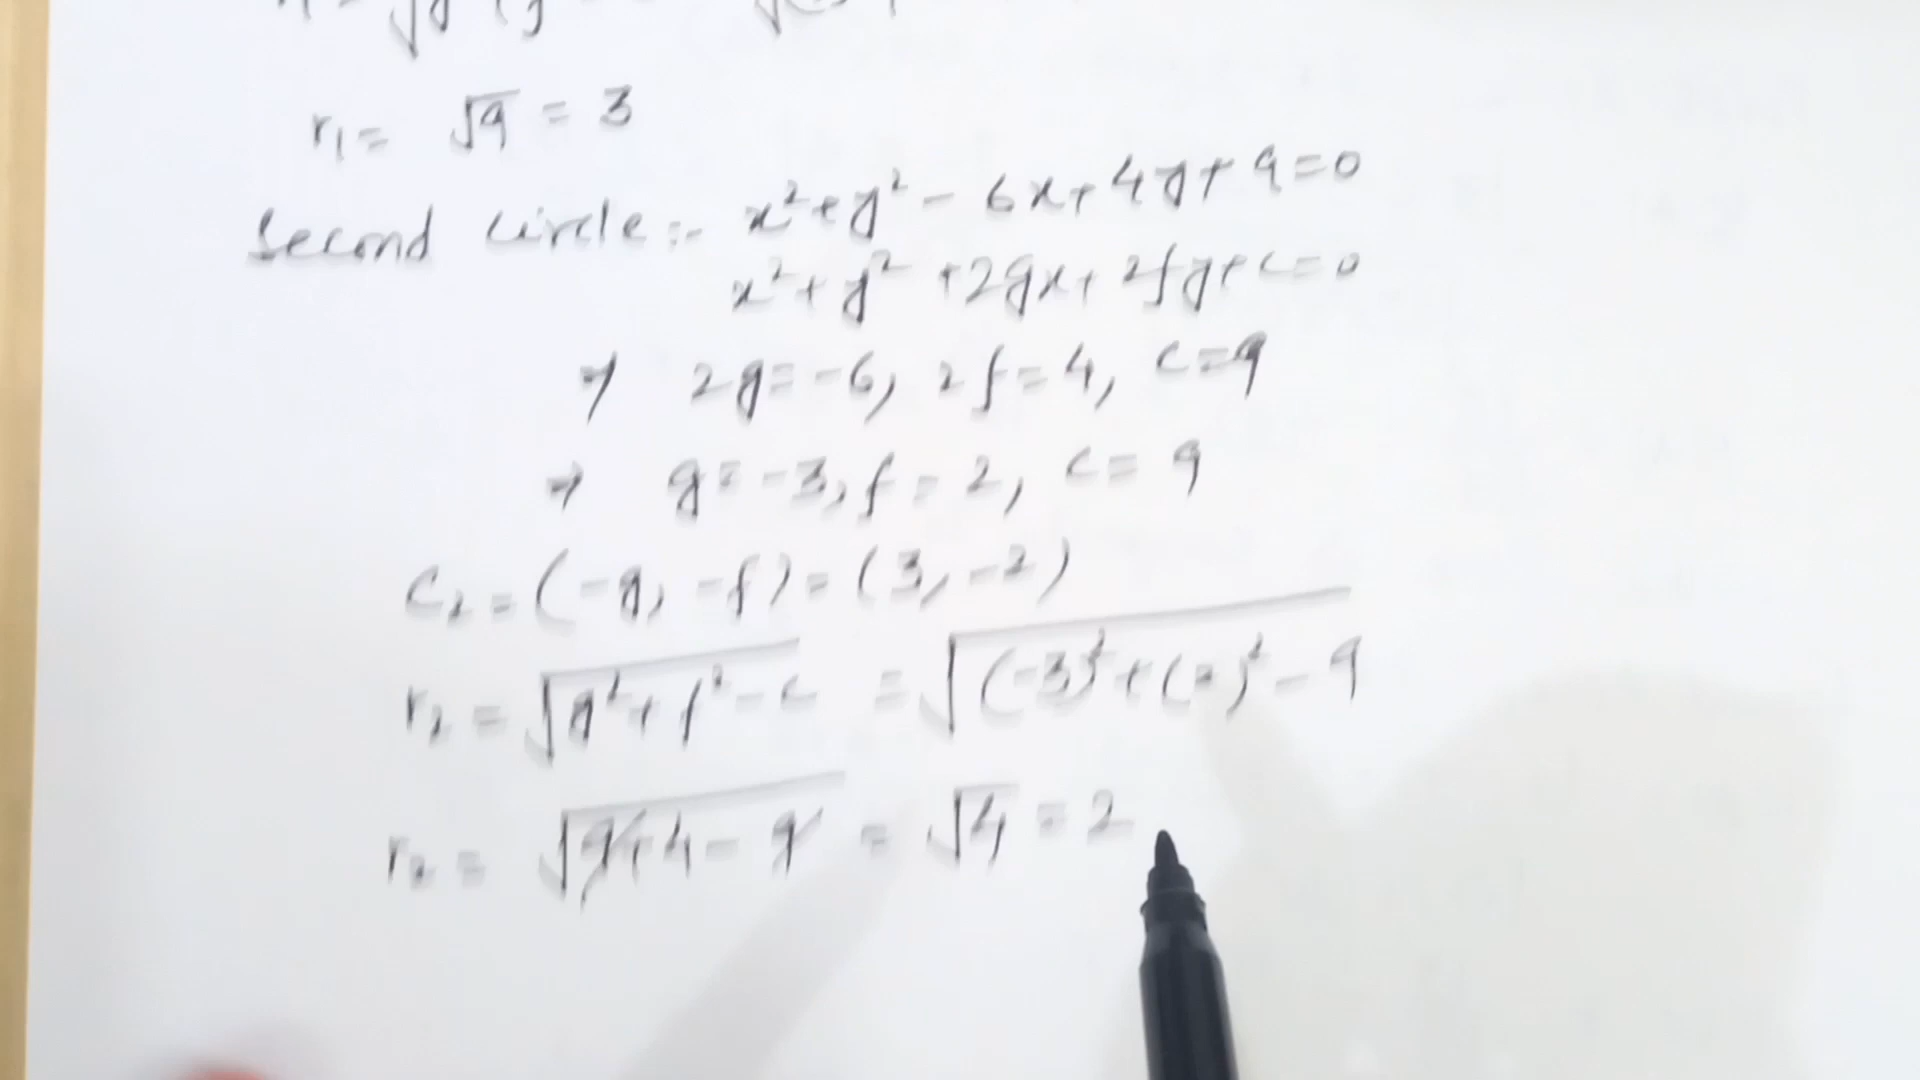 r₁ = √9 = 3
Second circle :- x² + y² - 6x + 4y + 9 = 0
x² + y² + 2gx + 2fy + c = 0
⇒ 2g = -6, 2f = 4, c = 9
⇒ g = -3, f = 2, c = 9
C₂ = (-g, -f) = (3, -2)
r₂ = √(g² + f² - c) = √((-3)² + (2)² - 9)
r₂ = √(9 + 4 - 9) = √4 = 2